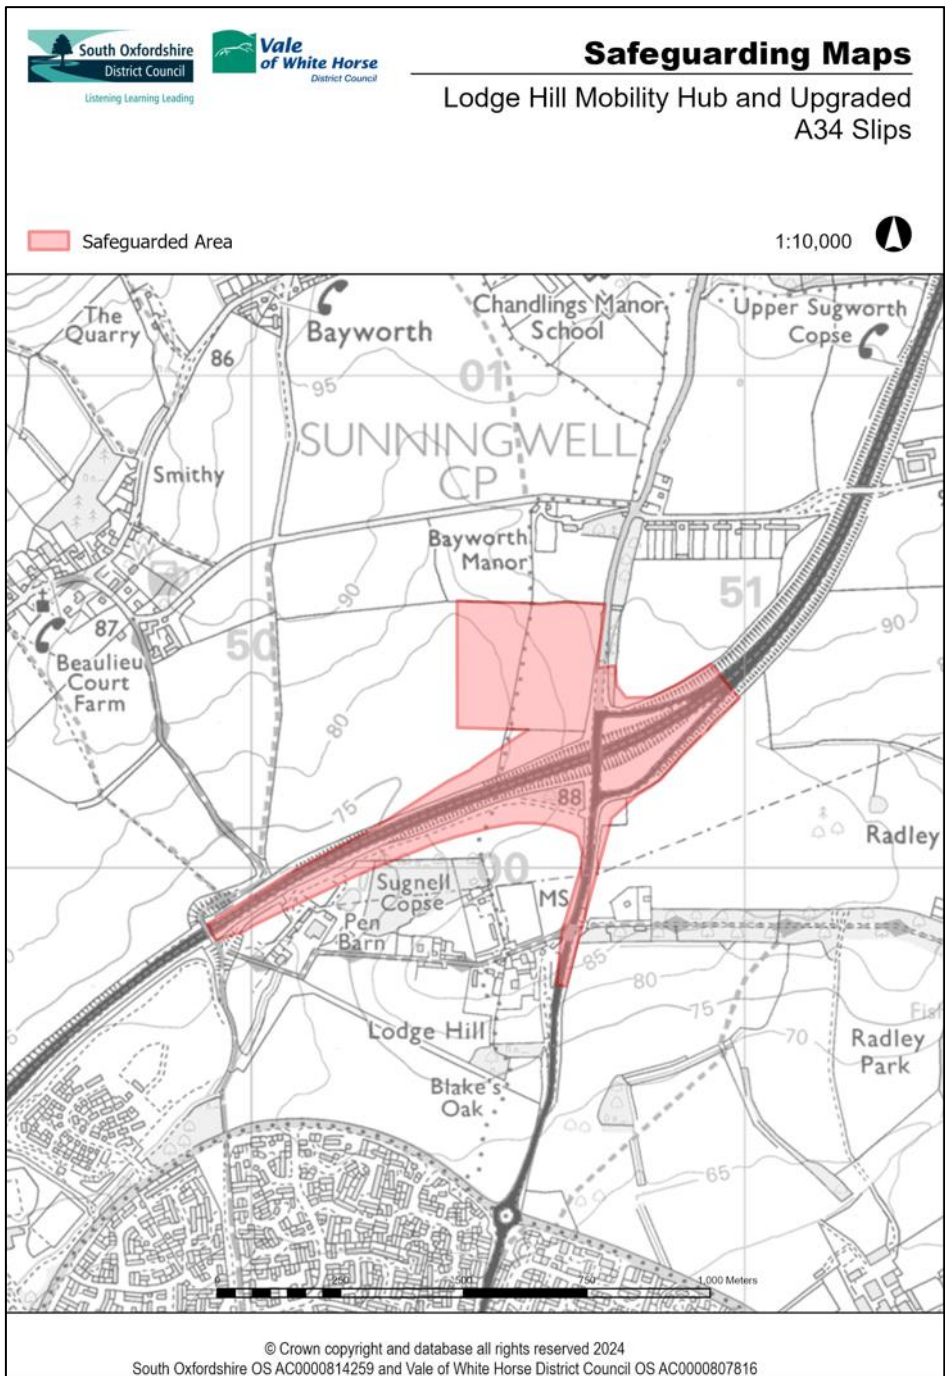 South Oxfordshire
District Council
Listening Learning Leading
Vale
of White Horse
District Council
Safeguarding Maps
Lodge Hill Mobility Hub and Upgraded
A34 Slips
Safeguarded Area
1:10,000
The
Quarry
86
Bayworth
Chandlings Manor
School
Upper Sugworth
Copse
95
01
SUNNINGWELL
CP
Smithy
Bayworth
Manor
51
90
90
87
50
Beaulieu
Court
Farm
80
75
88
Radley
00
Sugnell
Copse
MS
Pen
Barn
85
80
75
70
Lodge Hill
Radley
Park
Blake's
Oak
65
0
250
500
750
1,000 Meters
© Crown copyright and database all rights reserved 2024
South Oxfordshire OS AC0000814259 and Vale of White Horse District Council OS AC0000807816